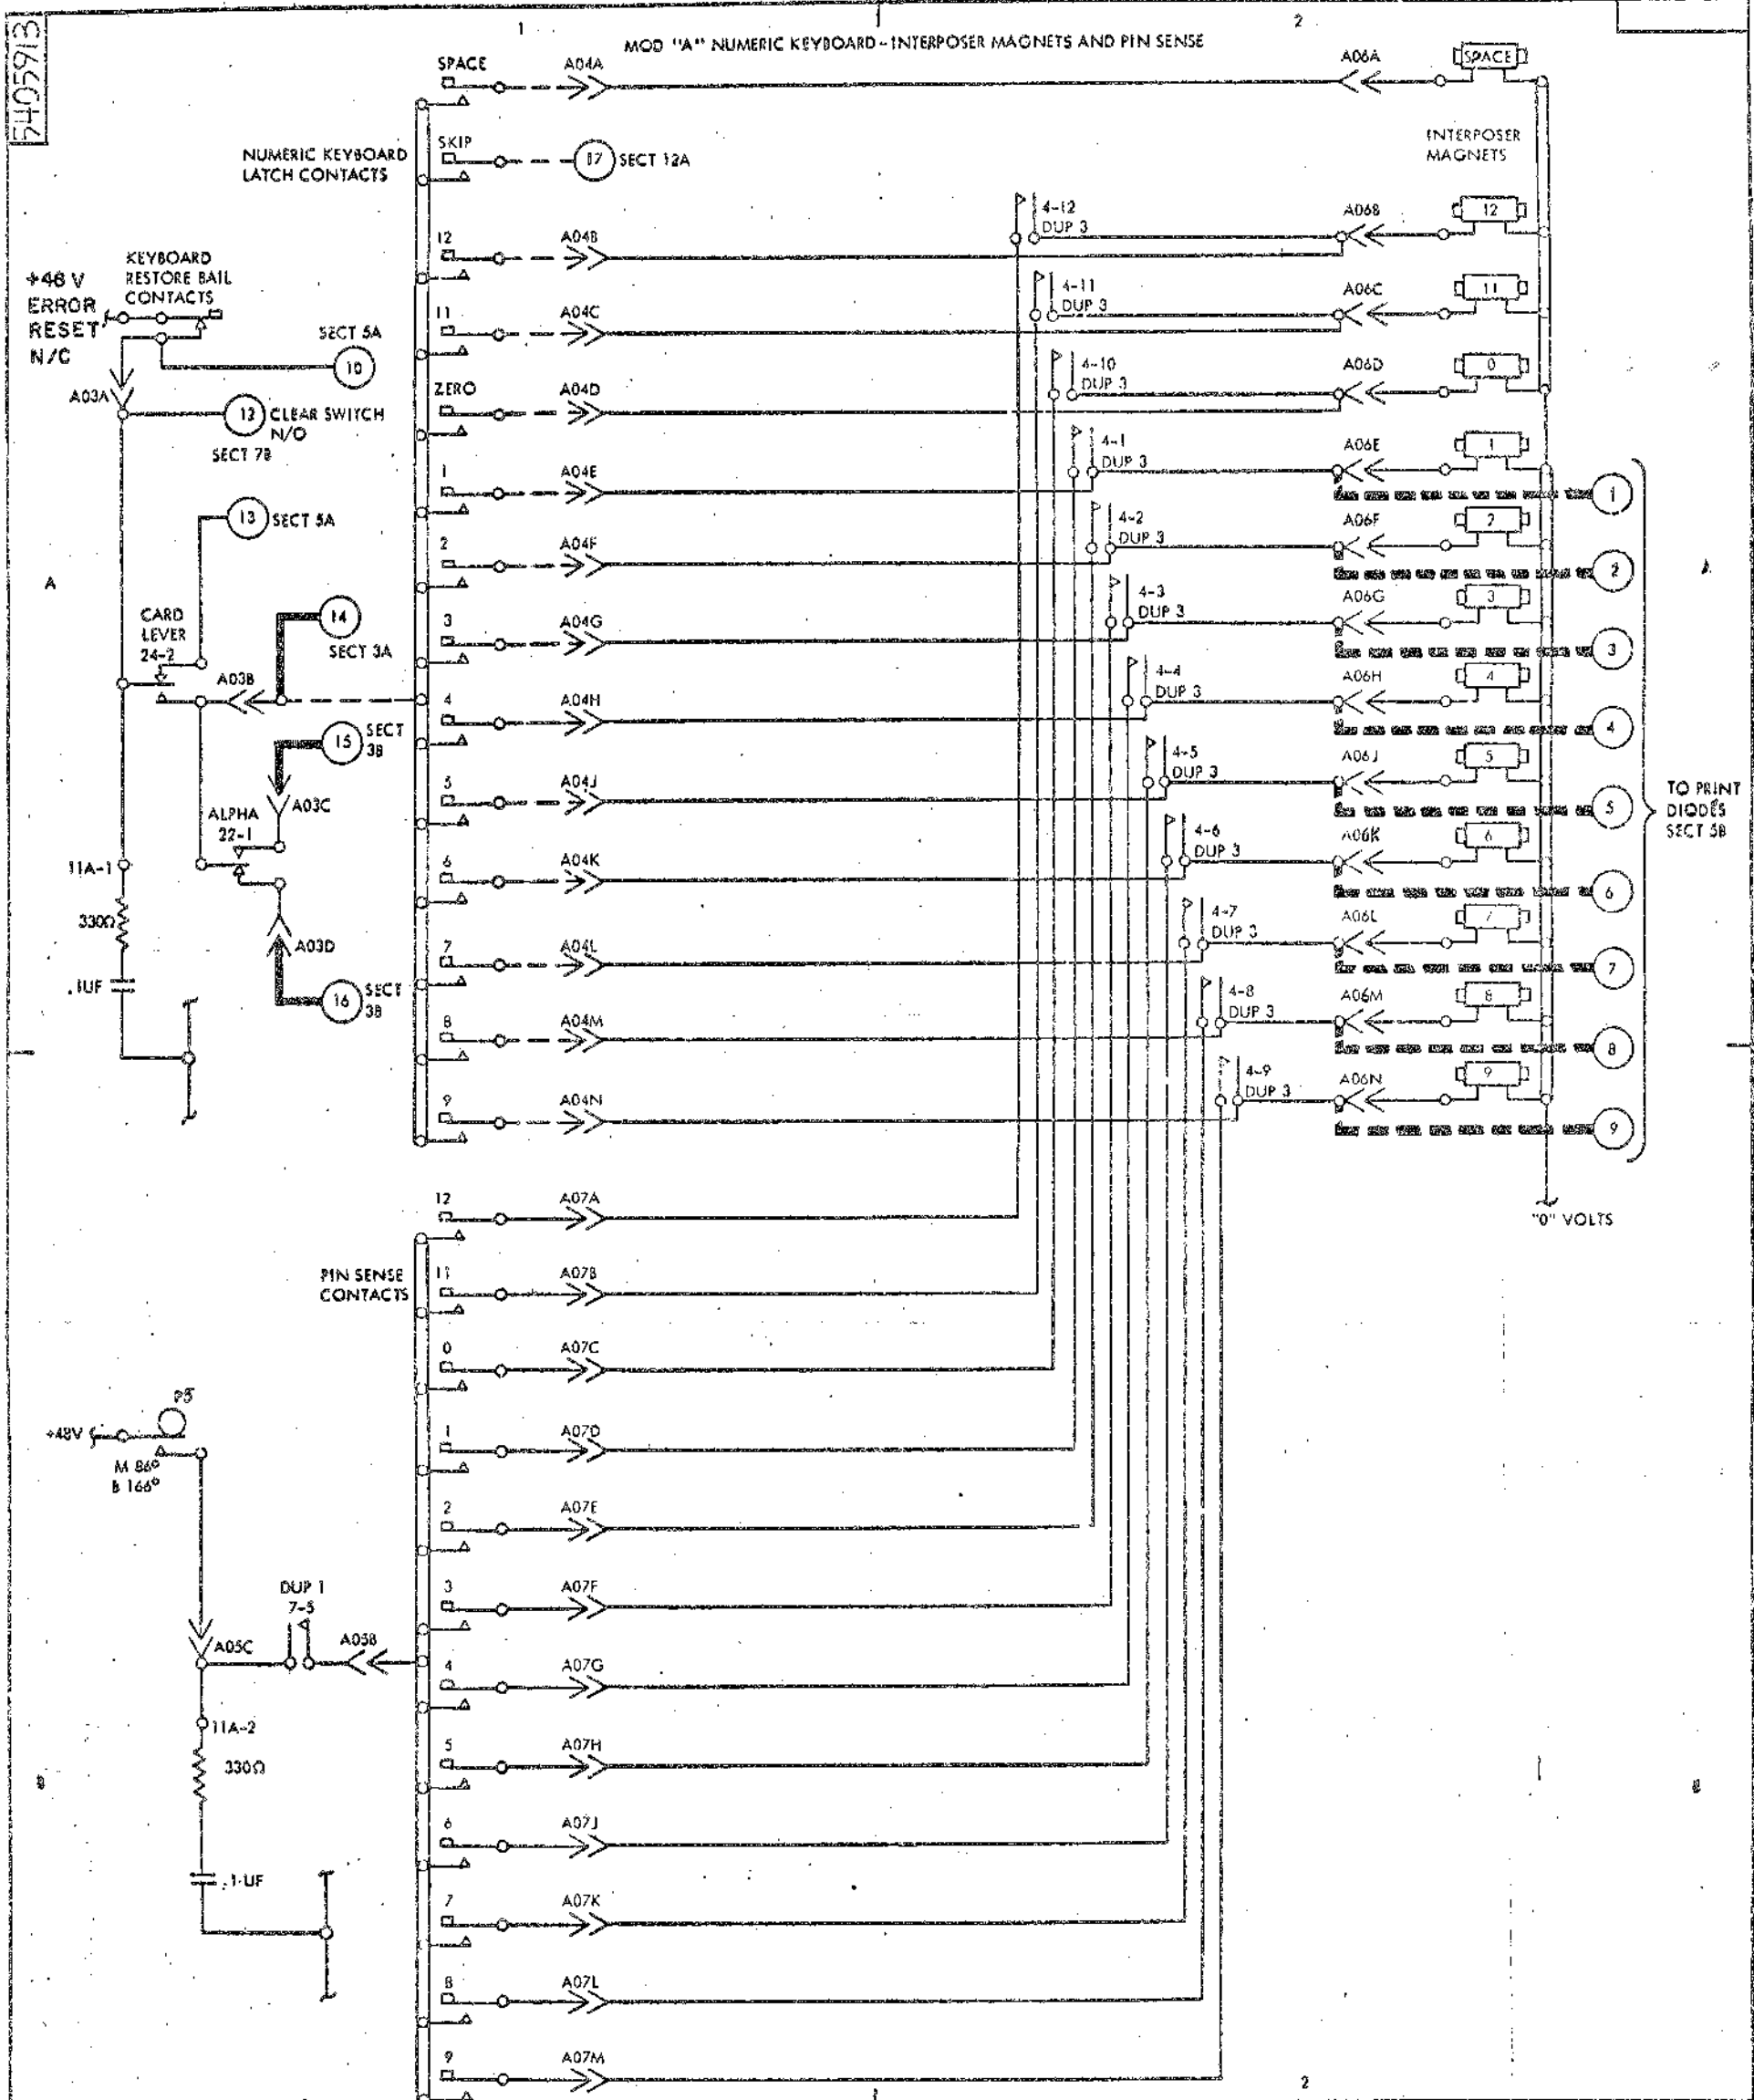 5405913
1
2
MOD "A" NUMERIC KEYBOARD - INTERPOSER MAGNETS AND PIN SENSE
SPACE
A04A
A06A
SPACE
INTERPOSER
MAGNETS
NUMERIC KEYBOARD
LATCH CONTACTS
SKIP
17
SECT 12A
4-12
DUP 3
A06B
12
12
A04B
KEYBOARD
RESTORE BAIL
CONTACTS
+48 V
ERROR
RESET
N/C
SECT 5A
10
4-11
DUP 3
A06C
11
11
A04C
A03A
12
CLEAR SWITCH
N/O
SECT 7B
4-10
DUP 3
A06D
0
ZERO
A04D
4-1
DUP 3
A06E
1
1
A04E
1
13
SECT 5A
4-2
DUP 3
A06F
2
2
A04F
2
A
A
4-3
DUP 3
A06G
3
3
A04G
3
CARD
LEVER
24-2
14
SECT 3A
A03B
4-4
DUP 3
A06H
4
4
A04H
4
15
SECT
3B
4-5
DUP 3
A06J
5
5
A04J
5
TO PRINT
DIODES
SECT 5B
ALPHA
22-1
A03C
4-6
DUP 3
A06K
6
6
A04K
6
11A-1
330Ω
A03D
4-7
DUP 3
A06L
7
7
A04L
7
.1UF
16
SECT
3B
4-8
DUP 3
A06M
8
8
A04M
8
4-9
DUP 3
A06N
9
9
A04N
9
"0" VOLTS
12
A07A
PIN SENSE
CONTACTS
11
A07B
0
A07C
P5
+48V
M 86°
B 166°
1
A07D
2
A07E
DUP 1
7-5
3
A07F
A05C
A05B
4
A07G
11A-2
330Ω
5
A07H
B
B
6
A07J
.1 UF
7
A07K
8
A07L
9
A07M
2